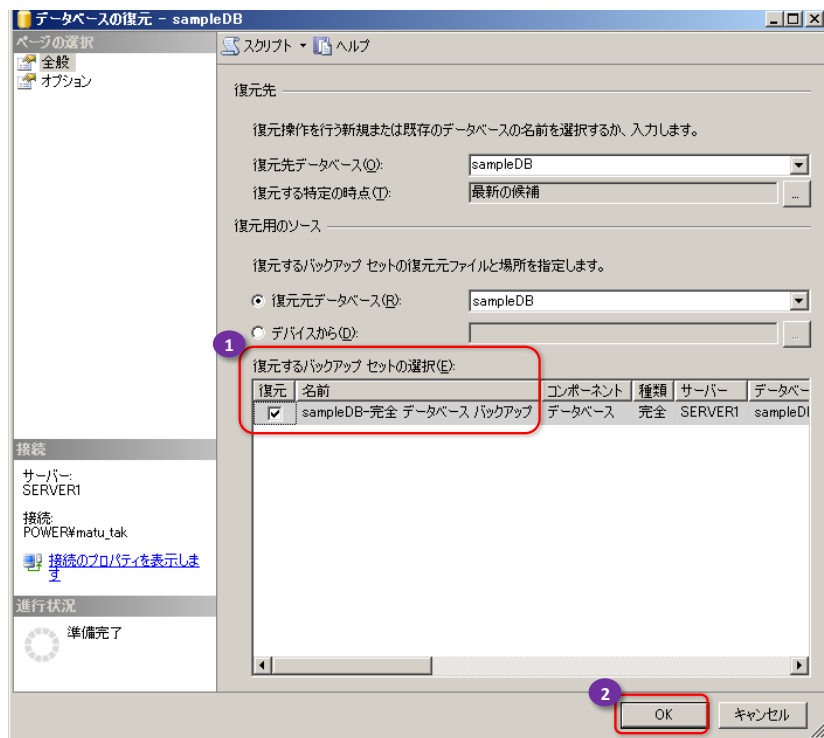 データベースの復元 - sampleDB
ページの選択
全般
オプション
スクリプト ヘルプ
復元先
復元操作を行う新規または既存のデータベースの名前を選択するか、入力します。
復元先データベース(O): sampleDB
復元する特定の時点(T): 最新の候補 ...
復元用のソース
復元するバックアップ セットの復元元ファイルと場所を指定します。
復元元データベース(R): sampleDB
デバイスから(D): ...
1
復元するバックアップ セットの選択(E):
復元 名前 コンポーネント 種類 サーバー データベー
sampleDB-完全 データベース バックアップ データベース 完全 SERVER1 sampleDI
接続
サーバー:
SERVER1
接続:
POWER¥matu_tak
接続のプロパティを表示しま
す
進行状況
準備完了
2
OK キャンセル